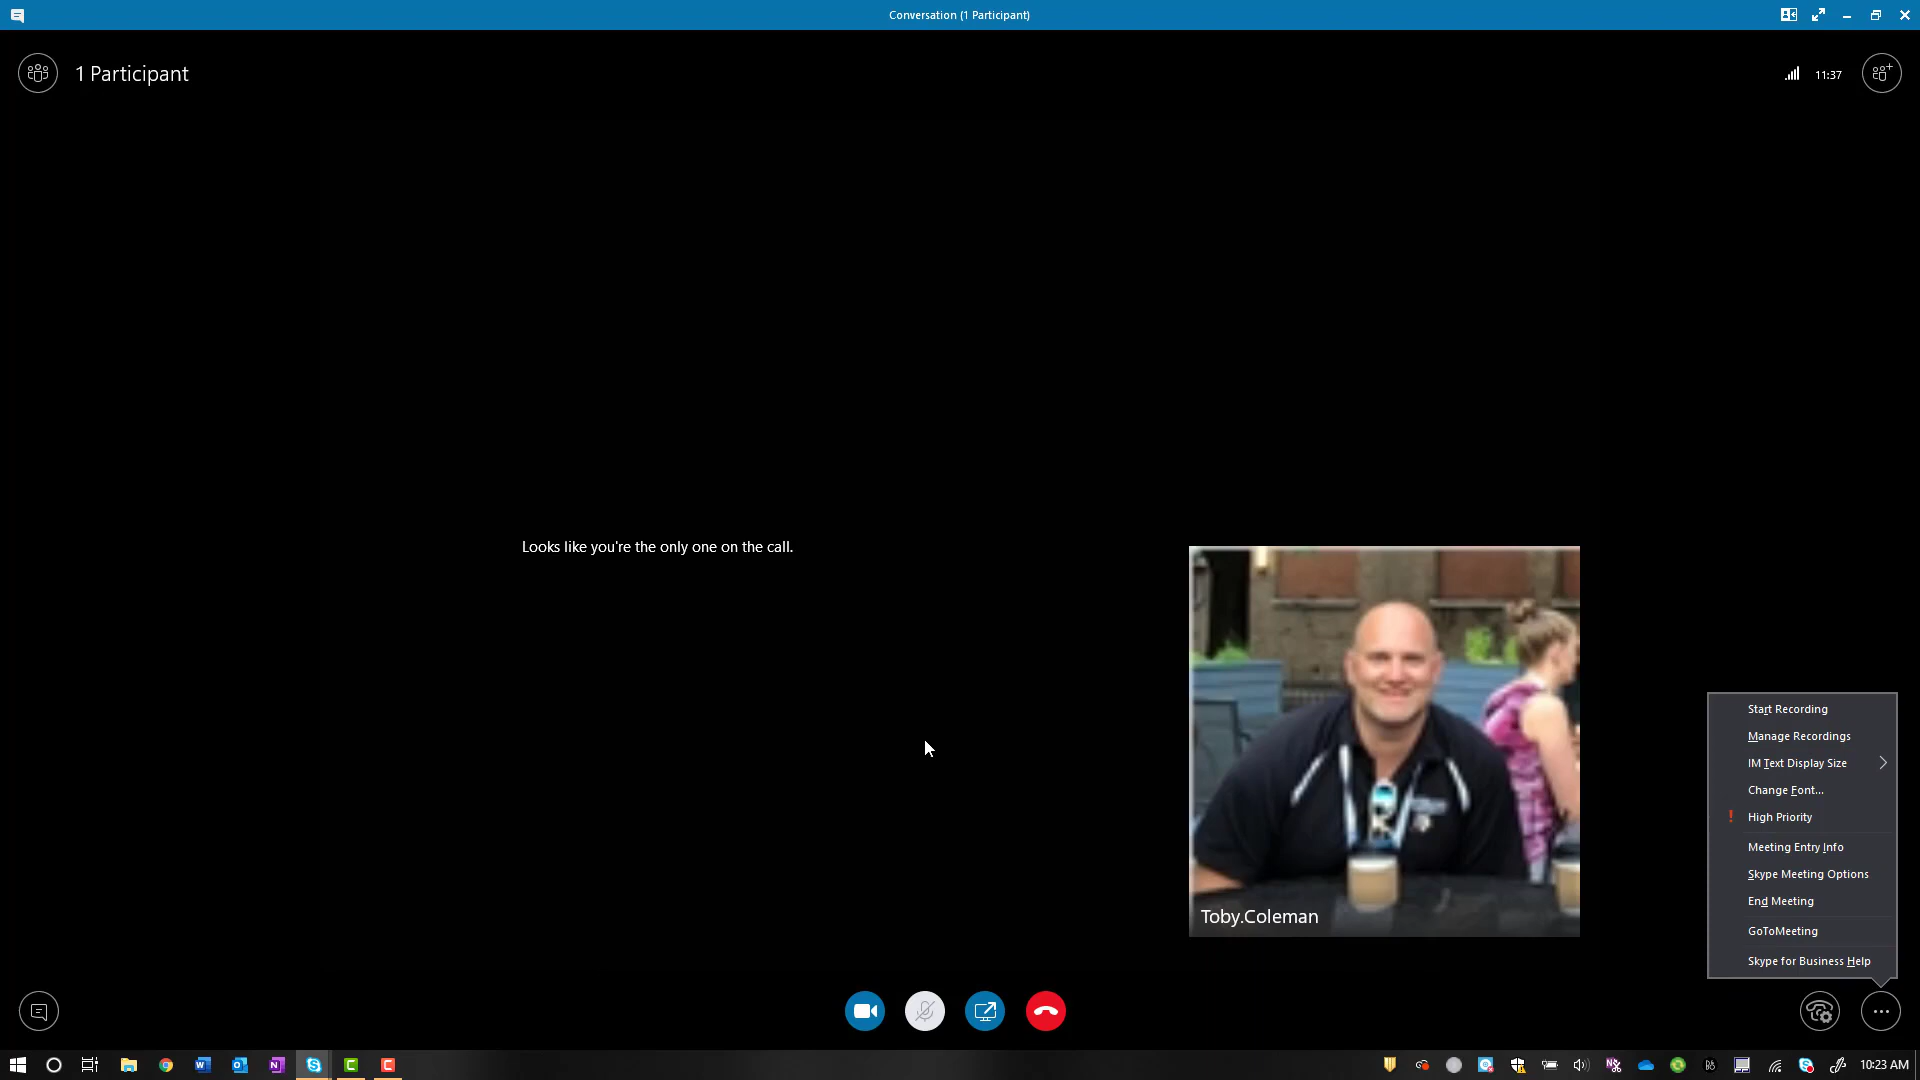 Conversation (1 Participant)
1 Participant
11:37
Looks like you're the only one on the call.
Toby.Coleman
Start Recording
Manage Recordings
IM Text Display Size
Change Font...
! High Priority
Meeting Entry Info
Skype Meeting Options
End Meeting
GoToMeeting
Skype for Business Help
10:23 AM